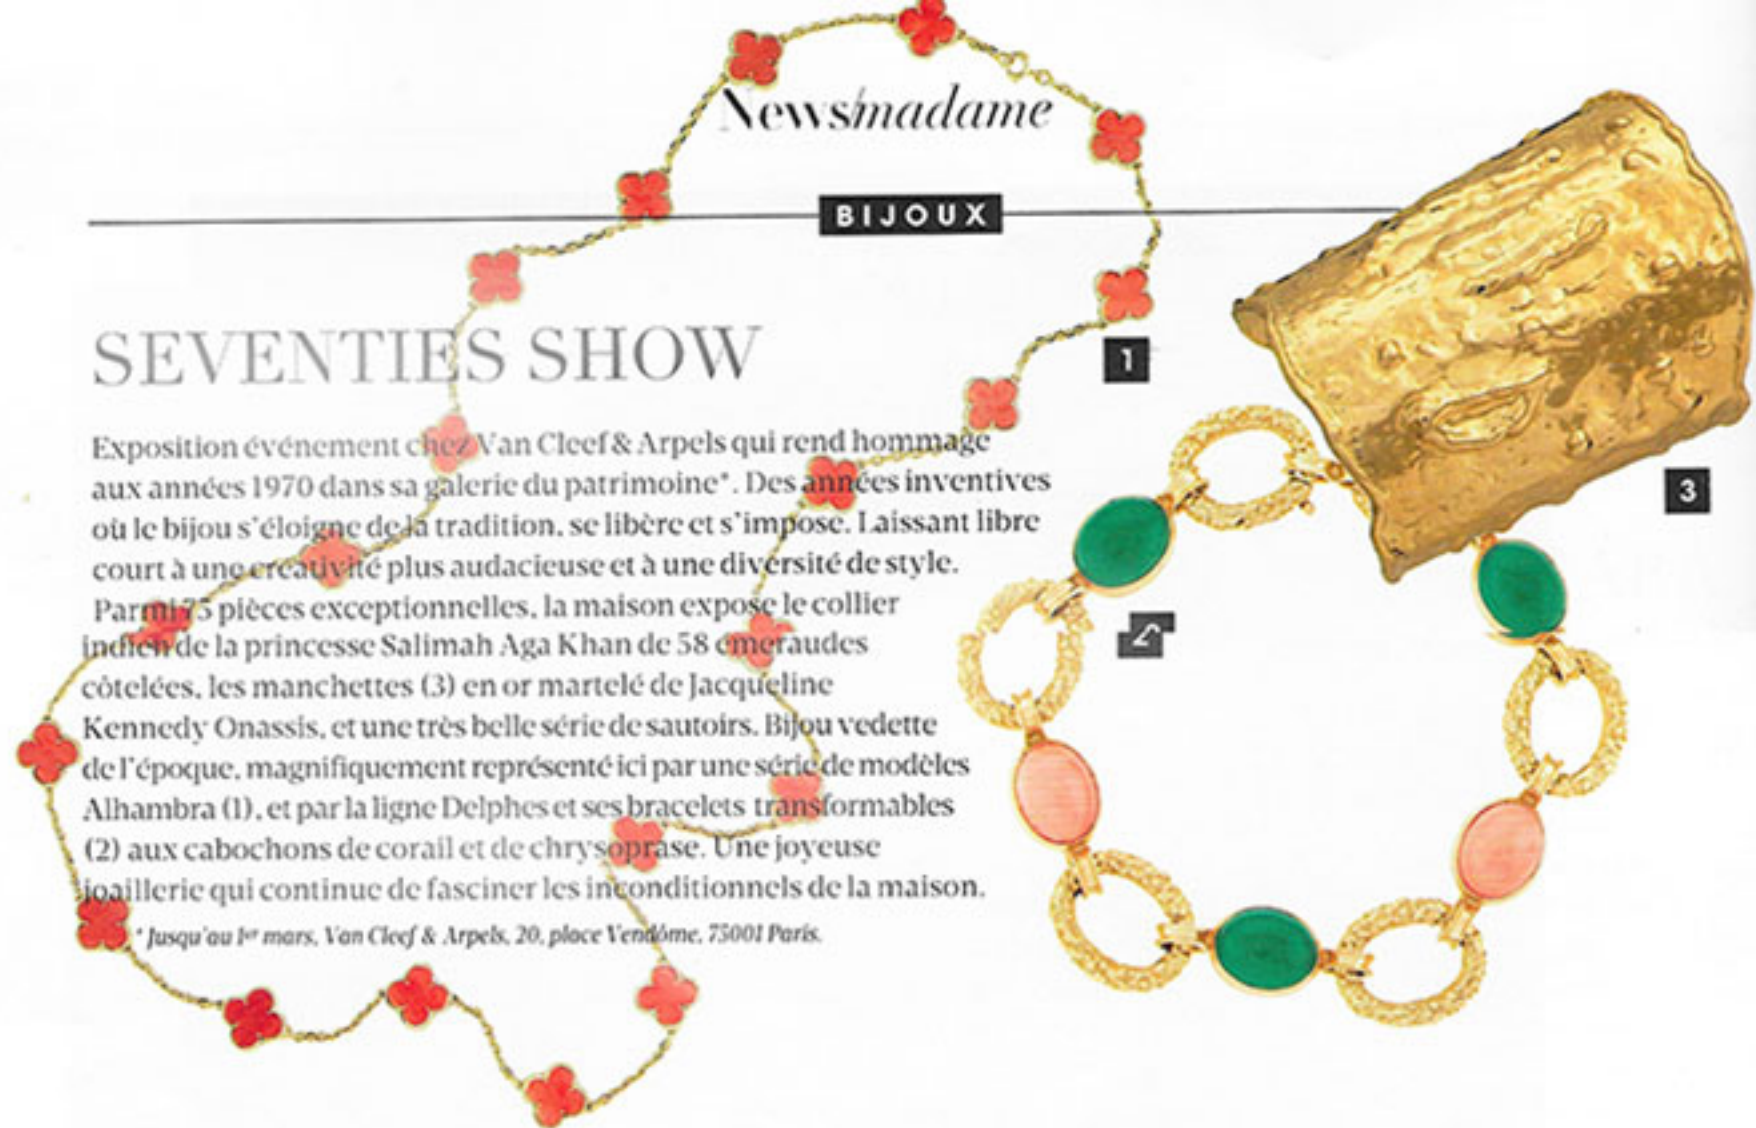 News/madame
BIJOUX
SEVENTIES SHOW
1
Exposition événement chez Van Cleef & Arpels qui rend hommage
aux années 1970 dans sa galerie du patrimoine*. Des années inventives
où le bijou s'éloigne de la tradition, se libère et s'impose. Laissant libre
court à une créativité plus audacieuse et à une diversité de style.
Parmi 75 pièces exceptionnelles, la maison expose le collier
indien de la princesse Salimah Aga Khan de 58 émeraudes
côtelées, les manchettes (3) en or martelé de Jacqueline
Kennedy Onassis, et une très belle série de sautoirs. Bijou vedette
de l'époque, magnifiquement représenté ici par une série de modèles
Alhambra (1), et par la ligne Delphes et ses bracelets transformables
(2) aux cabochons de corail et de chrysoprase. Une joyeuse
joaillerie qui continue de fasciner les inconditionnels de la maison.
* Jusqu'au 1er mars, Van Cleef & Arpels, 20, place Vendôme, 75001 Paris.
3
2